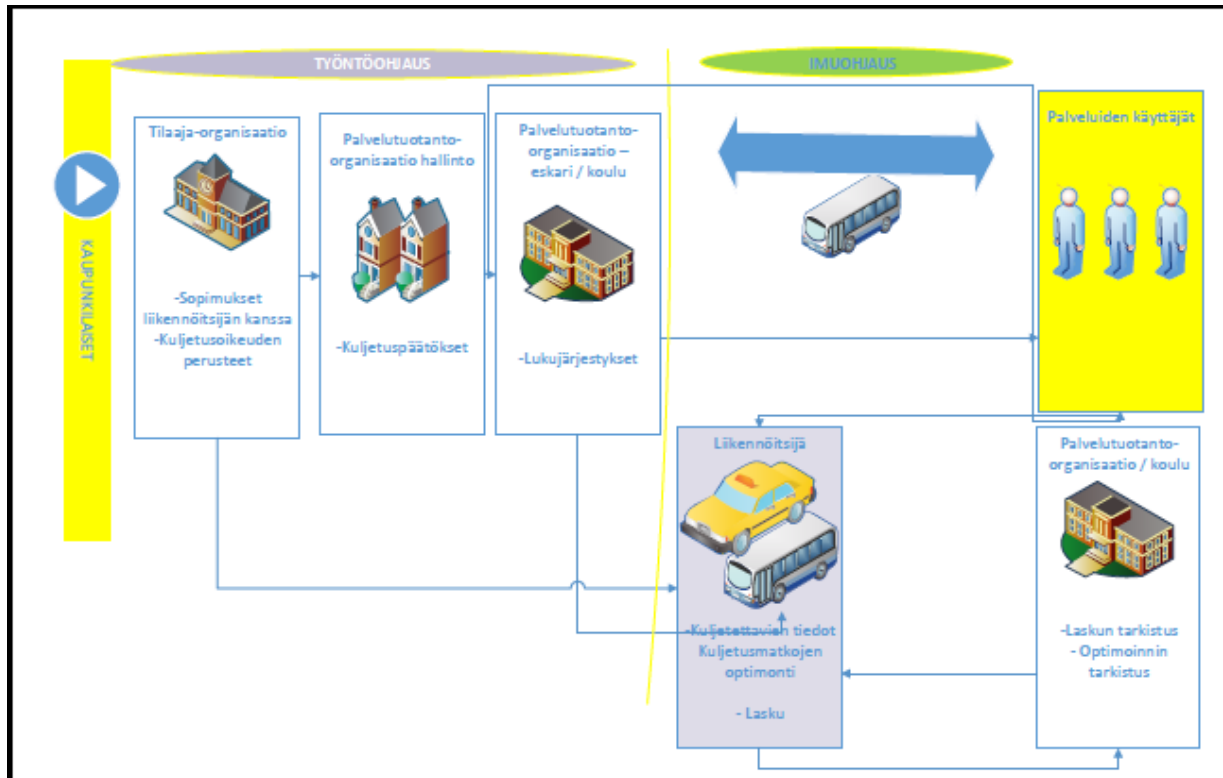 TYÖNTÖOHJAUS
IMUOHJAUS
KAUPUNKILAISET
Tilaaja-organisaatio
-Sopimukset
liikennöitsijän kanssa
-Kuljetusoikeuden
perusteet
Palvelutuotanto-
organisaatio hallinto
-Kuljetuspäätökset
Palvelutuotanto-
organisaatio –
eskari / koulu
-Lukujärjestykset
Palveluiden käyttäjät
Liikennöitsijä
-Kuljetettavien tiedot
Kuljetusmatkojen
optimonti
- Lasku
Palvelutuotanto-
organisaatio / koulu
-Laskun tarkistus
- Optimoinnin
tarkistus